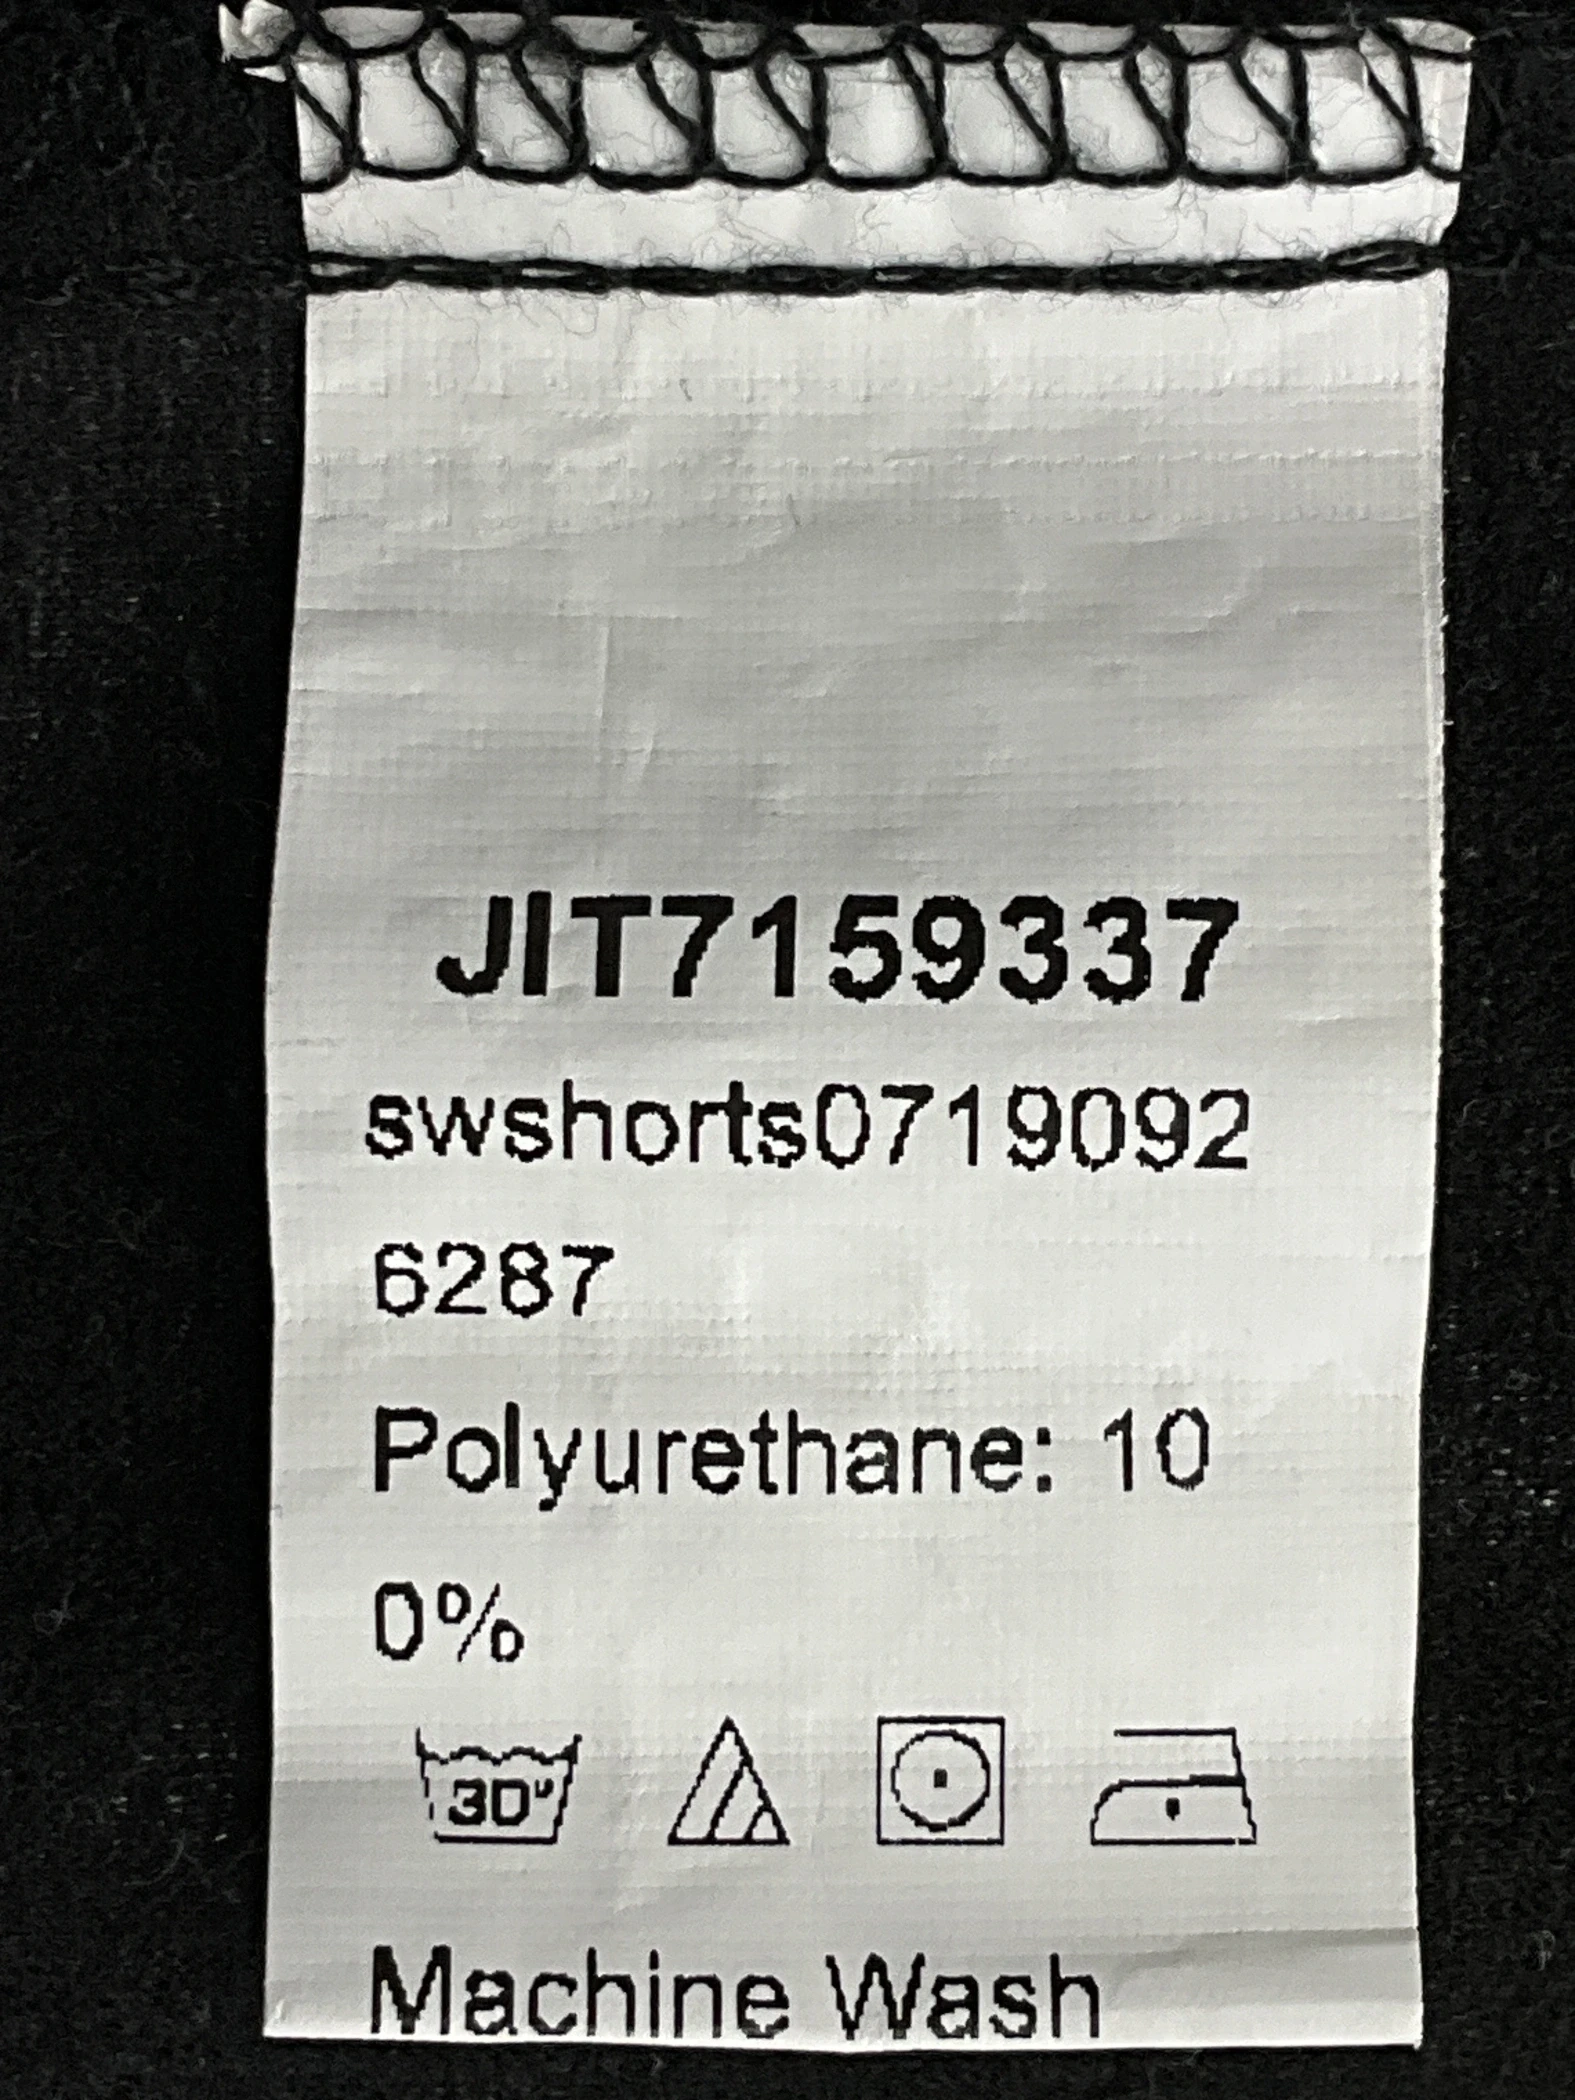 JIT7159337
swshorts0719092
6287
Polyurethane: 10
0%
30°
Machine Wash